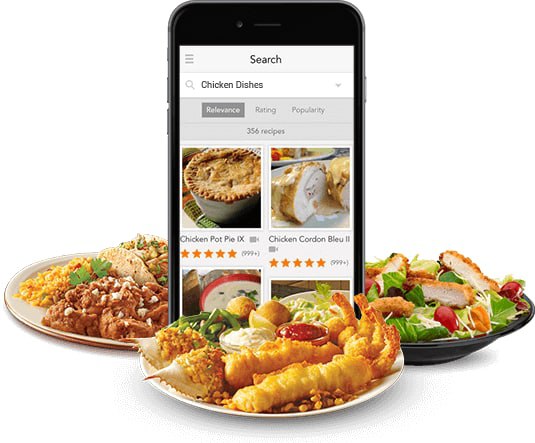 Search
Chicken Dishes
Relevance Rating Popularity
356 recipes
Chicken Pot Pie IX
(999+)
Chicken Cordon Bleu II
(999+)